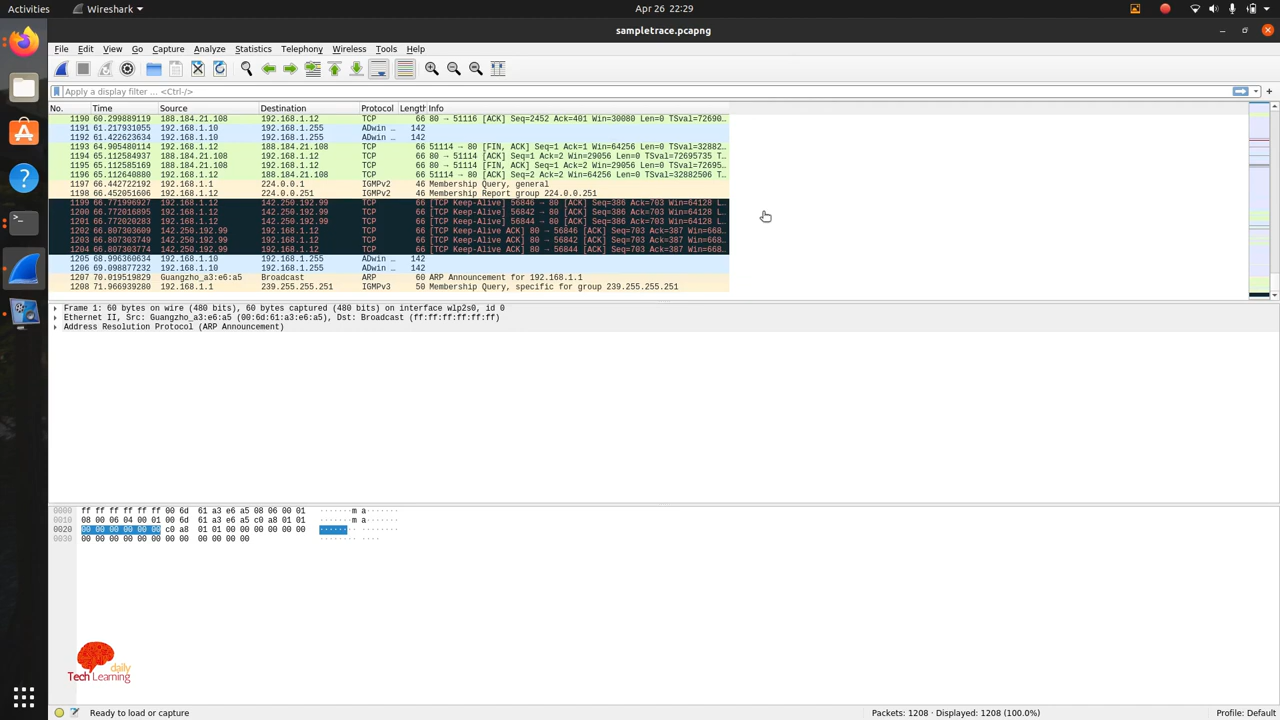 Activities Wireshark Apr 26 22:29
sampletrace.pcapng
File Edit View Go Capture Analyze Statistics Telephony Wireless Tools Help
Apply a display filter ... <Ctrl-/>
No. Time Source Destination Protocol Length Info
1190 60.299889119 188.184.21.108 192.168.1.12 TCP 66 80 → 51116 [ACK] Seq=2452 Ack=401 Win=30080 Len=0 TSval=72690…
1191 61.217931055 192.168.1.10 192.168.1.255 ADwin … 142
1192 61.422623634 192.168.1.10 192.168.1.255 ADwin … 142
1193 64.905480114 192.168.1.12 188.184.21.108 TCP 66 51114 → 80 [FIN, ACK] Seq=1 Ack=1 Win=64256 Len=0 TSval=32882…
1194 65.112584937 188.184.21.108 192.168.1.12 TCP 66 80 → 51114 [ACK] Seq=1 Ack=2 Win=29056 Len=0 TSval=72695735 T…
1195 65.112585169 188.184.21.108 192.168.1.12 TCP 66 80 → 51114 [FIN, ACK] Seq=1 Ack=2 Win=29056 Len=0 TSval=72695…
1196 65.112640880 192.168.1.12 188.184.21.108 TCP 66 51114 → 80 [ACK] Seq=2 Ack=2 Win=64256 Len=0 TSval=32882506 T…
1197 66.442722192 192.168.1.1 224.0.0.1 IGMPv2 46 Membership Query, general
1198 66.452051606 192.168.1.12 224.0.0.251 IGMPv2 46 Membership Report group 224.0.0.251
1199 66.771996927 192.168.1.12 142.250.192.99 TCP 66 [TCP Keep-Alive] 56846 → 80 [ACK] Seq=386 Ack=703 Win=64128 L…
1200 66.772016895 192.168.1.12 142.250.192.99 TCP 66 [TCP Keep-Alive] 56842 → 80 [ACK] Seq=386 Ack=703 Win=64128 L…
1201 66.772020283 192.168.1.12 142.250.192.99 TCP 66 [TCP Keep-Alive] 56844 → 80 [ACK] Seq=386 Ack=703 Win=64128 L…
1202 66.807303609 142.250.192.99 192.168.1.12 TCP 66 [TCP Keep-Alive ACK] 80 → 56846 [ACK] Seq=703 Ack=387 Win=668…
1203 66.807303749 142.250.192.99 192.168.1.12 TCP 66 [TCP Keep-Alive ACK] 80 → 56842 [ACK] Seq=703 Ack=387 Win=668…
1204 66.807303774 142.250.192.99 192.168.1.12 TCP 66 [TCP Keep-Alive ACK] 80 → 56844 [ACK] Seq=703 Ack=387 Win=668…
1205 68.996360634 192.168.1.10 192.168.1.255 ADwin … 142
1206 69.098877232 192.168.1.10 192.168.1.255 ADwin … 142
1207 70.019519829 Guangzho_a3:e6:a5 Broadcast ARP 60 ARP Announcement for 192.168.1.1
1208 71.966939280 192.168.1.1 239.255.255.251 IGMPv3 50 Membership Query, specific for group 239.255.255.251
Frame 1: 60 bytes on wire (480 bits), 60 bytes captured (480 bits) on interface wlp2s0, id 0
Ethernet II, Src: Guangzho_a3:e6:a5 (00:6d:61:a3:e6:a5), Dst: Broadcast (ff:ff:ff:ff:ff:ff)
Address Resolution Protocol (ARP Announcement)
0000 ff ff ff ff ff ff 00 6d 61 a3 e6 a5 08 06 00 01 ·······m a·······
0010 08 00 06 04 00 01 00 6d 61 a3 e6 a5 c0 a8 01 01 ·······m a·······
0020 00 00 00 00 00 00 c0 a8 01 01 00 00 00 00 00 00 ········ ········
0030 00 00 00 00 00 00 00 00 00 00 00 00 ········ ····
daily
Tech Learning
Ready to load or capture Packets: 1208 · Displayed: 1208 (100.0%) Profile: Default